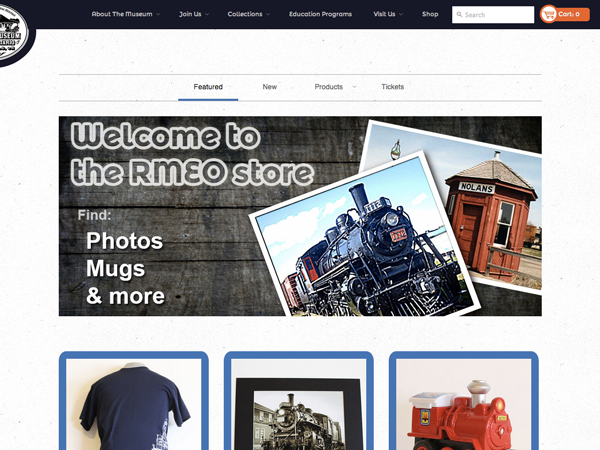 About The Museum
Join Us
Collections
Education Programs
Visit Us
Shop
Search
Cart: 0
Featured
New
Products
Tickets
Welcome to
the RMEO store
Find:
Photos
Mugs
& more
NOLANS